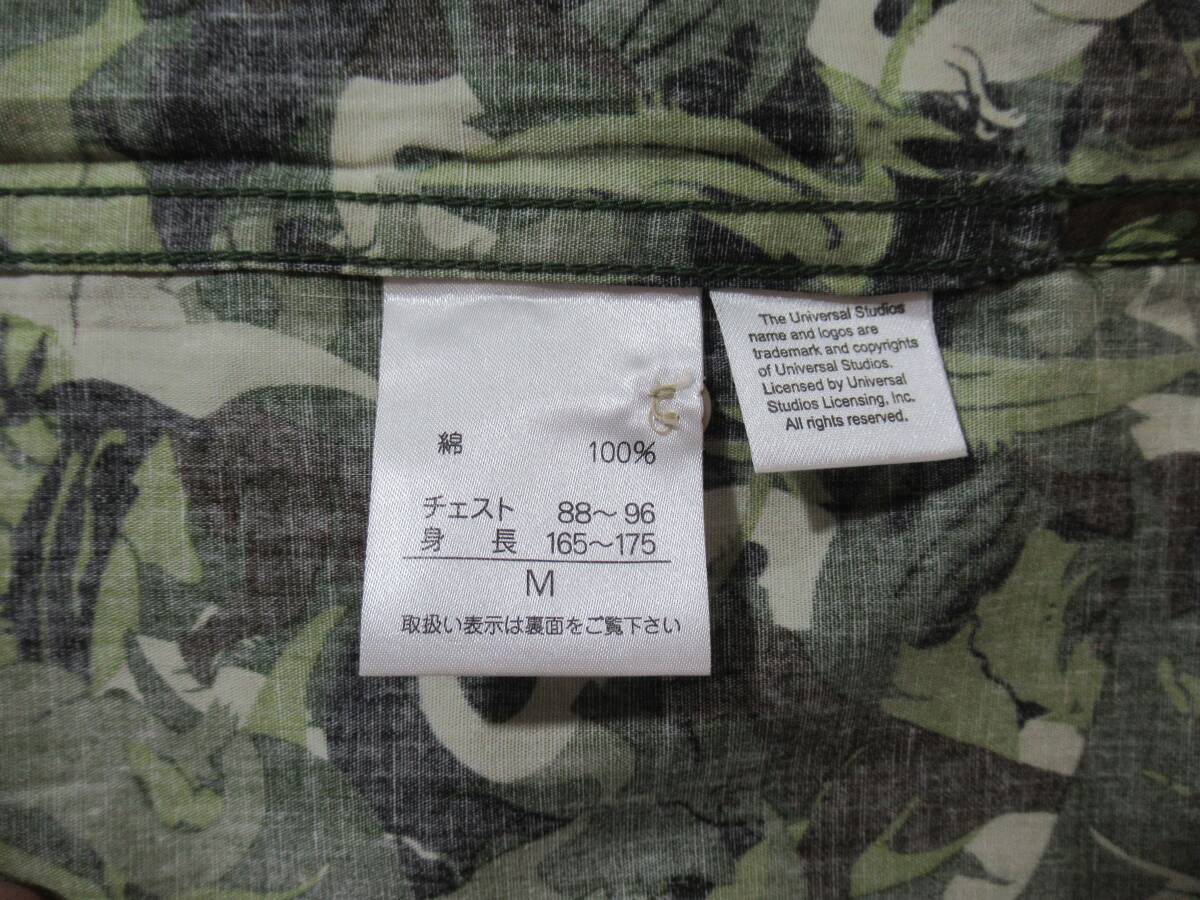 綿 100%
チェスト 88～96
身長 165～175
M
取扱い表示は裏面をご覧下さい
The Universal Studios
name and logos are
trademark and copyrights
of Universal Studios.
Licensed by Universal
Studios Licensing, Inc.
All rights reserved.